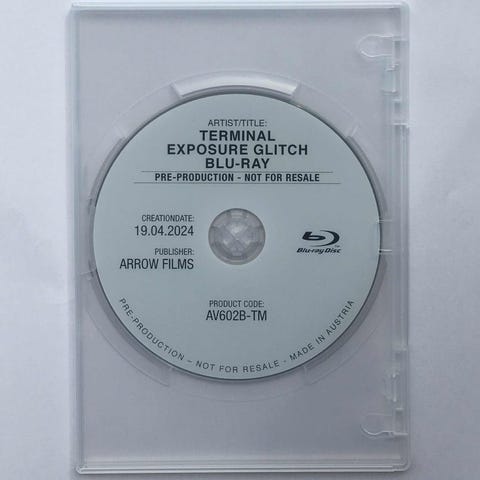 ARTIST/TITLE:
TERMINAL
EXPOSURE GLITCH
BLU-RAY
PRE-PRODUCTION - NOT FOR RESALE
CREATIONDATE:
19.04.2024
PUBLISHER:
ARROW FILMS
Blu-ray Disc
PRODUCT CODE:
AV602B-TM
PRE-PRODUCTION – NOT FOR RESALE - MADE IN AUSTRIA